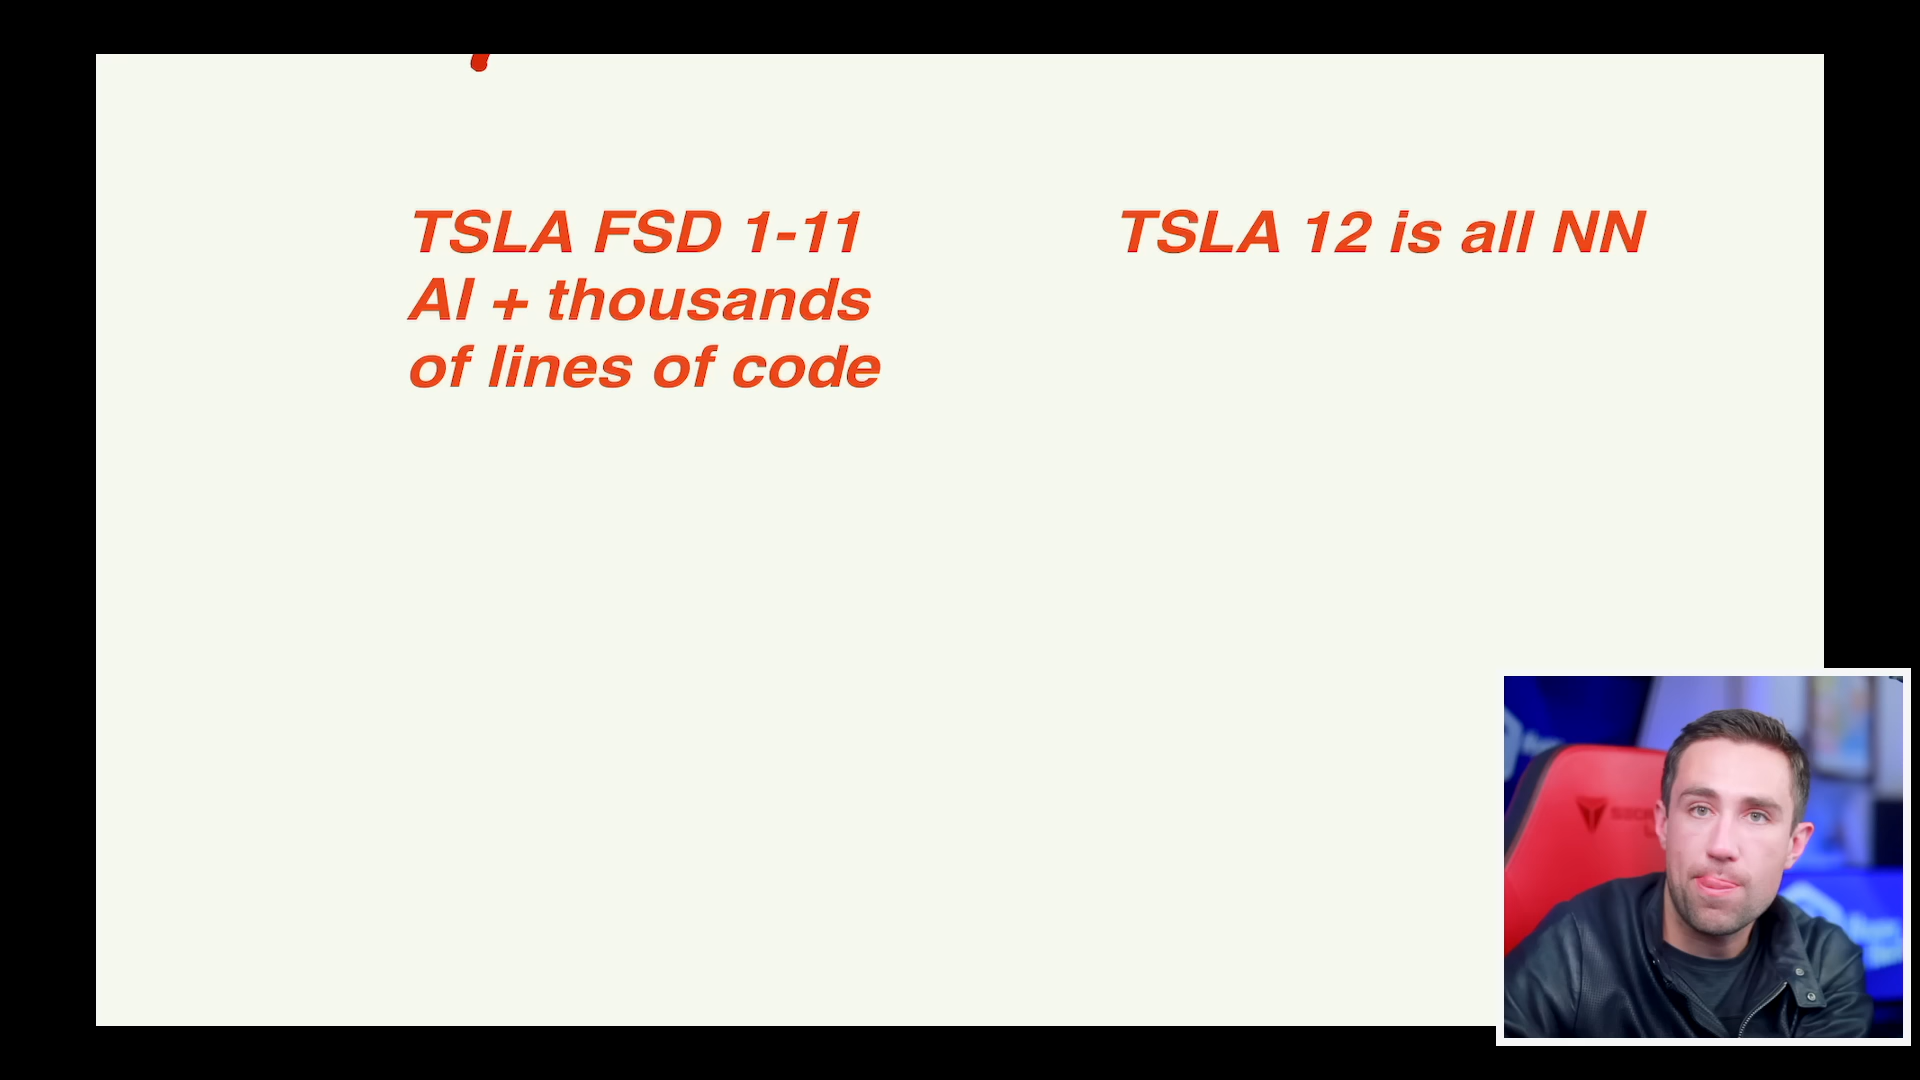 TSLA FSD 1-11
AI + thousands
of lines of code
TSLA 12 is all NN